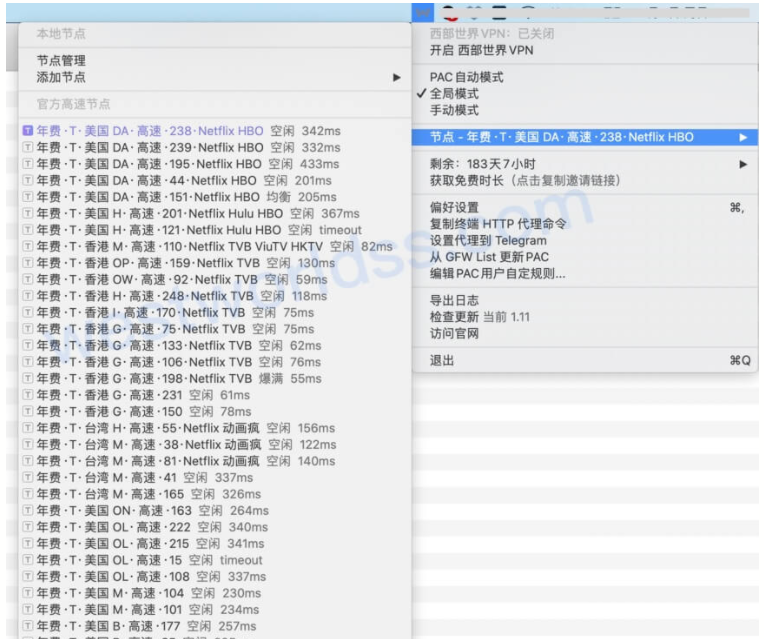 本地节点
节点管理
添加节点
官方高速节点
年费·T·美国 DA·高速·238·Netflix HBO 空闲 342ms
年费·T·美国 DA·高速·239·Netflix HBO 空闲 332ms
年费·T·美国 DA·高速·195·Netflix HBO 空闲 433ms
年费·T·美国 DA·高速·44·Netflix HBO 空闲 201ms
年费·T·美国 DA·高速·151·Netflix HBO 均衡 205ms
年费·T·美国 H·高速·201·Netflix Hulu HBO 空闲 367ms
年费·T·美国 H·高速·121·Netflix Hulu HBO 空闲 timeout
年费·T·香港 M·高速·110·Netflix TVB ViuTV HKTV 空闲 82ms
年费·T·香港 OP·高速·159·Netflix TVB 空闲 130ms
年费·T·香港 OW·高速·92·Netflix TVB 空闲 59ms
年费·T·香港 H·高速·248·Netflix TVB 空闲 118ms
年费·T·香港 H·高速·170·Netflix TVB 空闲 75ms
年费·T·香港 G·高速·75·Netflix TVB 空闲 75ms
年费·T·香港 G·高速·133·Netflix TVB 空闲 62ms
年费·T·香港 G·高速·106·Netflix TVB 空闲 76ms
年费·T·香港 G·高速·198·Netflix TVB 爆满 55ms
年费·T·香港 G·高速·231 空闲 61ms
年费·T·香港 G·高速·150 空闲 78ms
年费·T·台湾 H·高速·55·Netflix 动画疯 空闲 156ms
年费·T·台湾 M·高速·38·Netflix 动画疯 空闲 122ms
年费·T·台湾 M·高速·81·Netflix 动画疯 空闲 140ms
年费·T·台湾 M·高速·41 空闲 337ms
年费·T·台湾 M·高速·165 空闲 326ms
年费·T·美国 ON·高速·163 空闲 264ms
年费·T·美国 OL·高速·222 空闲 340ms
年费·T·美国 OL·高速·215 空闲 341ms
年费·T·美国 OL·高速·15 空闲 timeout
年费·T·美国 OL·高速·108 空闲 337ms
年费·T·美国 M·高速·104 空闲 230ms
年费·T·美国 M·高速·101 空闲 234ms
年费·T·美国 B·高速·177 空闲 257ms
西部世界VPN：已关闭
开启 西部世界VPN
PAC自动模式
✓全局模式
手动模式
节点 - 年费·T·美国 DA·高速·238·Netflix HBO
剩余：183天7小时
获取免费时长（点击复制邀请链接）
偏好设置 ⌘,
复制终端 HTTP 代理命令
设置代理到 Telegram
从 GFW List 更新PAC
编辑PAC用户自定规则...
导出日志
检查更新 当前 1.11
访问官网
退出 ⌘Q
westworldss.com